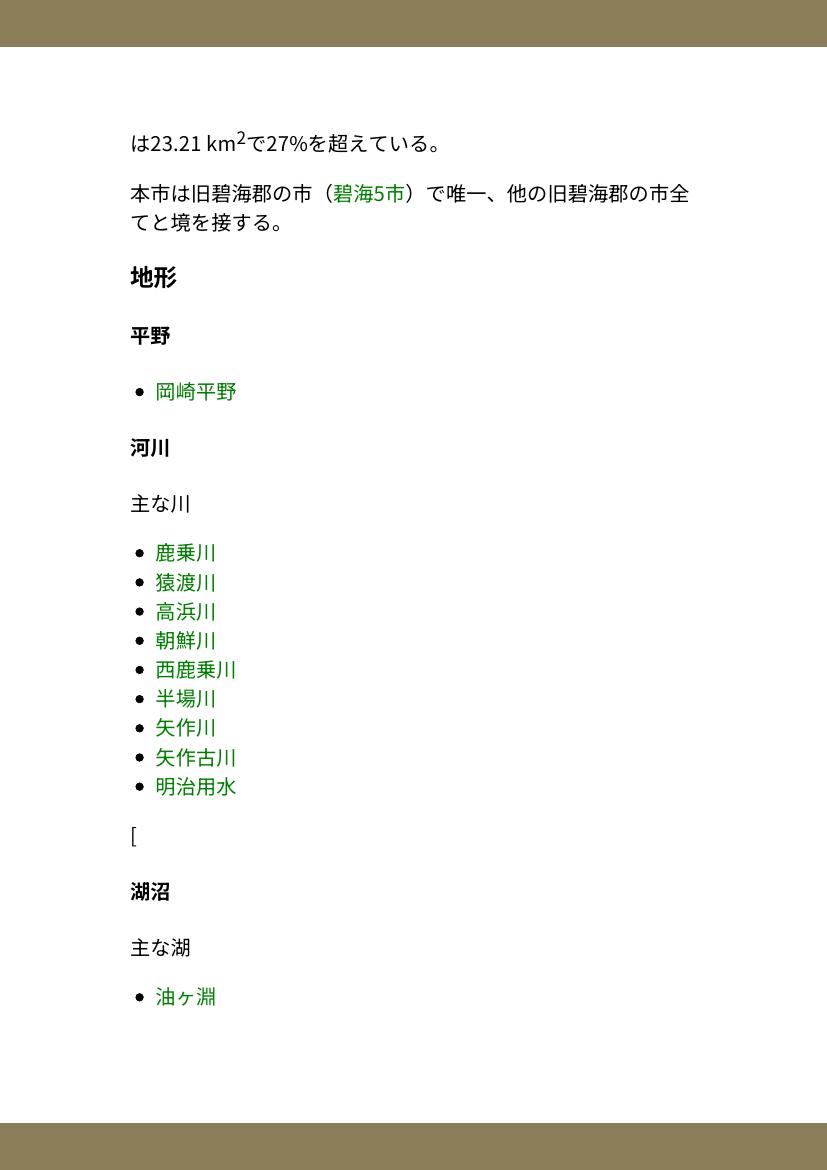 は23.21 km2で27%を超えている。
本市は旧碧海郡の市（碧海5市）で唯一、他の旧碧海郡の市全
てと境を接する。
地形
平野
• 岡崎平野
河川
主な川
• 鹿乗川
• 猿渡川
• 高浜川
• 朝鮮川
• 西鹿乗川
• 半場川
• 矢作川
• 矢作古川
• 明治用水
[
湖沼
主な湖
• 油ヶ淵